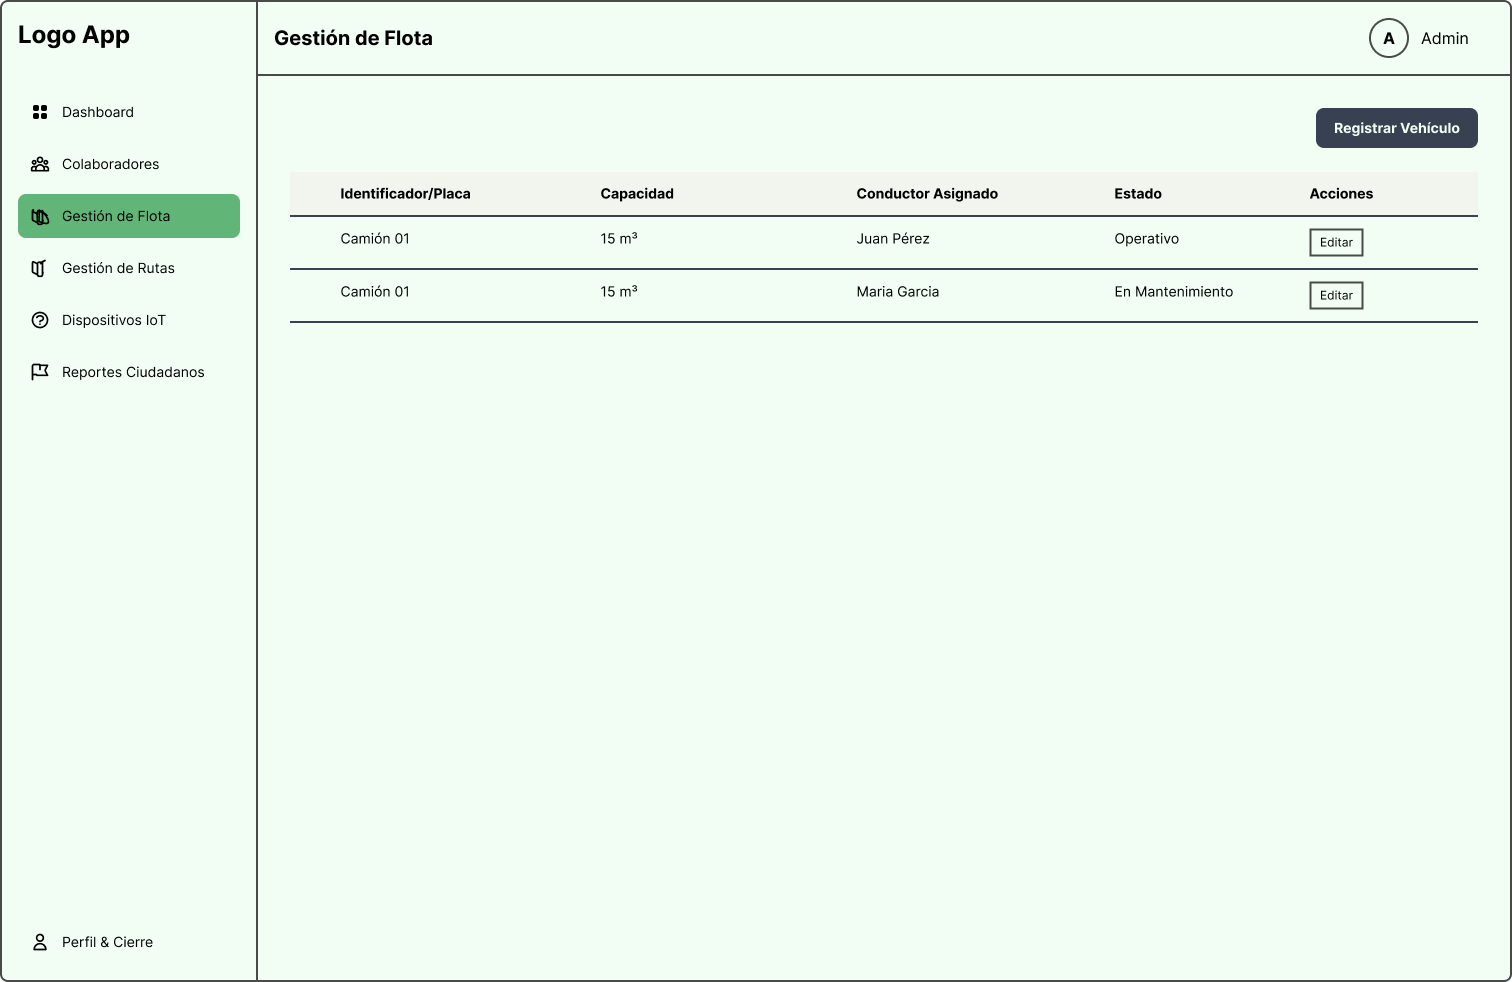 Logo App
Dashboard
Colaboradores
Gestión de Flota
Gestión de Rutas
Dispositivos IoT
Reportes Ciudadanos
Perfil & Cierre
Gestión de Flota
A Admin
Registrar Vehículo
Identificador/Placa Capacidad Conductor Asignado Estado Acciones
Camión 01 15 m³ Juan Pérez Operativo Editar
Camión 01 15 m³ Maria Garcia En Mantenimiento Editar